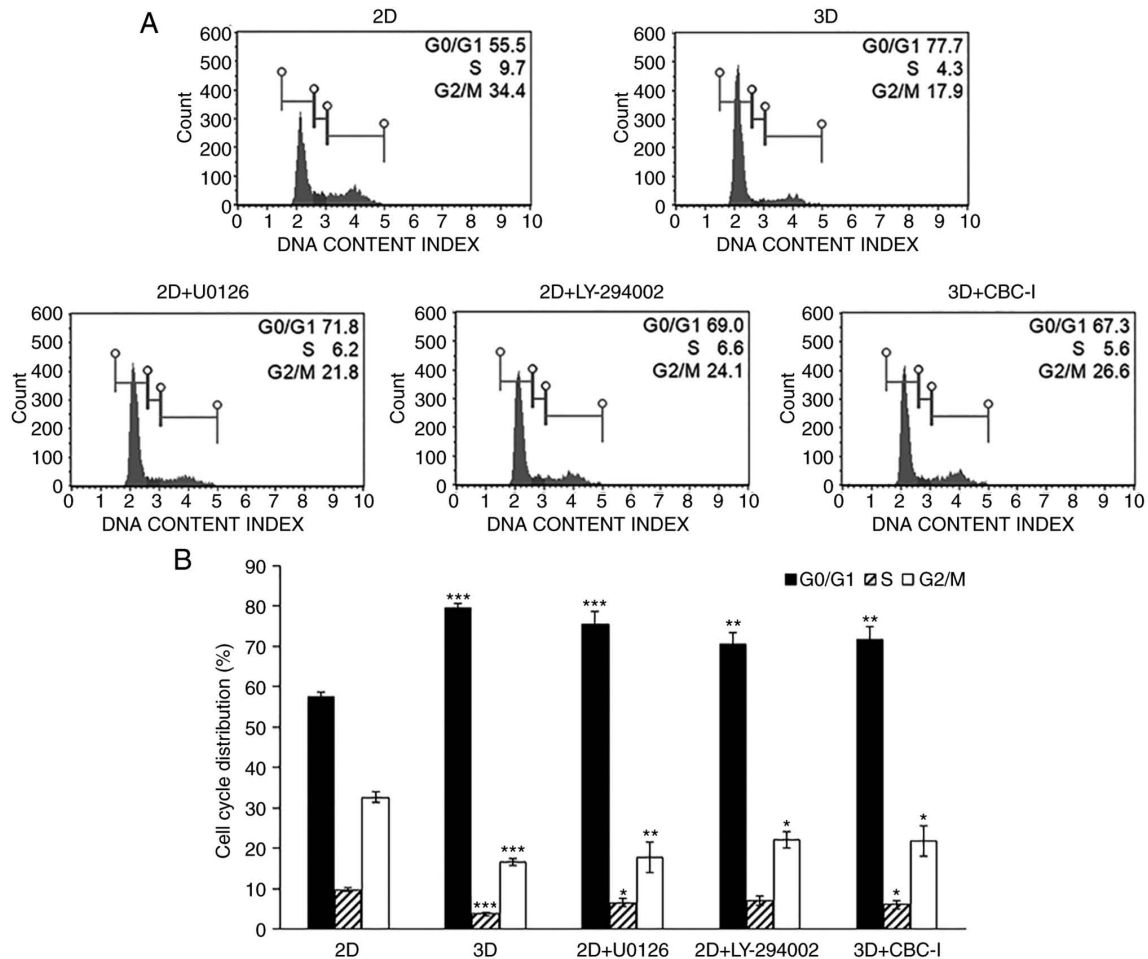 A
2D
600
500
400
300
200
100
0
Count
G0/G1 55.5
S 9.7
G2/M 34.4
0 1 2 3 4 5 6 7 8 9 10
DNA CONTENT INDEX
3D
600
500
400
300
200
100
0
Count
G0/G1 77.7
S 4.3
G2/M 17.9
0 1 2 3 4 5 6 7 8 9 10
DNA CONTENT INDEX
2D+U0126
600
500
400
300
200
100
0
Count
G0/G1 71.8
S 6.2
G2/M 21.8
0 1 2 3 4 5 6 7 8 9 10
DNA CONTENT INDEX
2D+LY-294002
600
500
400
300
200
100
0
Count
G0/G1 69.0
S 6.6
G2/M 24.1
0 1 2 3 4 5 6 7 8 9 10
DNA CONTENT INDEX
3D+CBC-I
600
500
400
300
200
100
0
Count
G0/G1 67.3
S 5.6
G2/M 26.6
0 1 2 3 4 5 6 7 8 9 10
DNA CONTENT INDEX
B
90
80
70
60
50
40
30
20
10
0
Cell cycle distribution (%)
G0/G1 S G2/M
*** *** ** **
*** ** * *
*** * *
2D 3D 2D+U0126 2D+LY-294002 3D+CBC-I